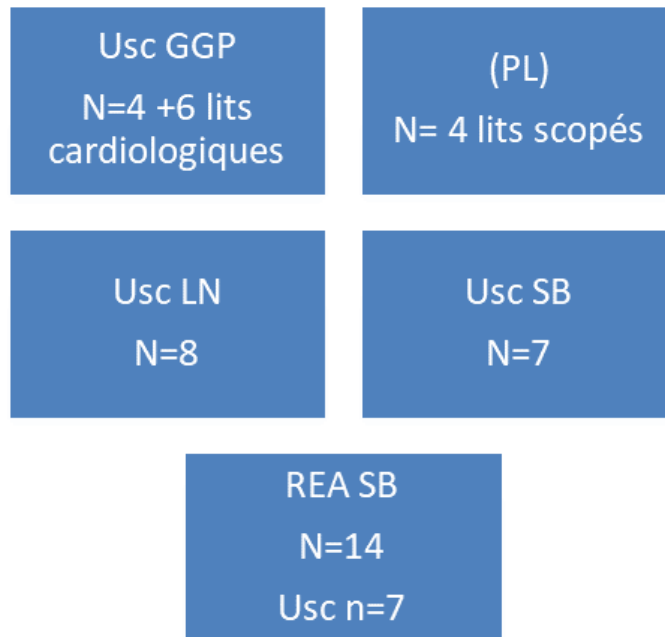 Usc GGP
N=4 +6 lits
cardiologiques
(PL)
N= 4 lits scopés
Usc LN
N=8
Usc SB
N=7
REA SB
N=14
Usc n=7